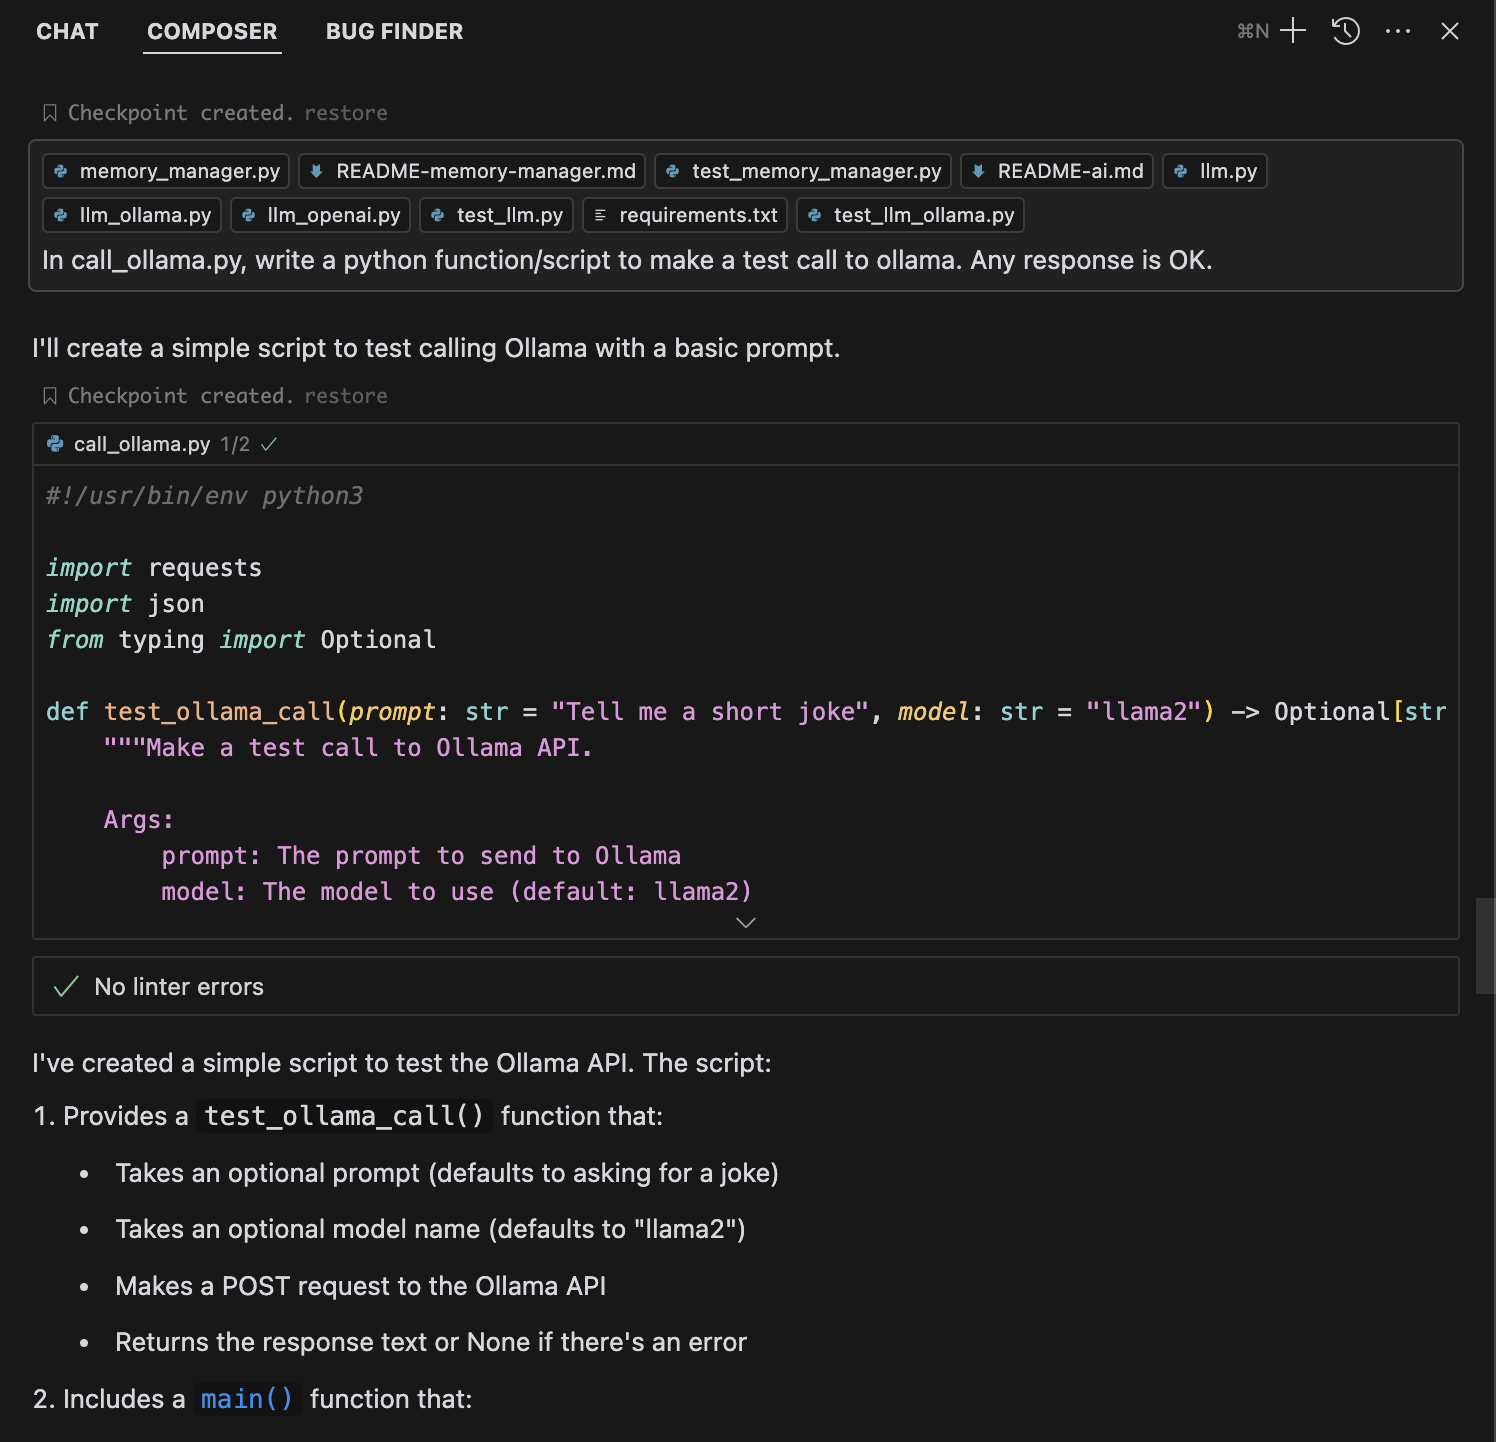 CHAT COMPOSER BUG FINDER ⌘N
Checkpoint created. restore
memory_manager.py README-memory-manager.md test_memory_manager.py README-ai.md llm.py
llm_ollama.py llm_openai.py test_llm.py requirements.txt test_llm_ollama.py
In call_ollama.py, write a python function/script to make a test call to ollama. Any response is OK.
I'll create a simple script to test calling Ollama with a basic prompt.
Checkpoint created. restore
call_ollama.py 1/2
#!/usr/bin/env python3
import requests
import json
from typing import Optional
def test_ollama_call(prompt: str = "Tell me a short joke", model: str = "llama2") -> Optional[str
"""Make a test call to Ollama API.
Args:
prompt: The prompt to send to Ollama
model: The model to use (default: llama2)
No linter errors
I've created a simple script to test the Ollama API. The script:
1. Provides a test_ollama_call() function that:
• Takes an optional prompt (defaults to asking for a joke)
• Takes an optional model name (defaults to "llama2")
• Makes a POST request to the Ollama API
• Returns the response text or None if there's an error
2. Includes a main() function that: